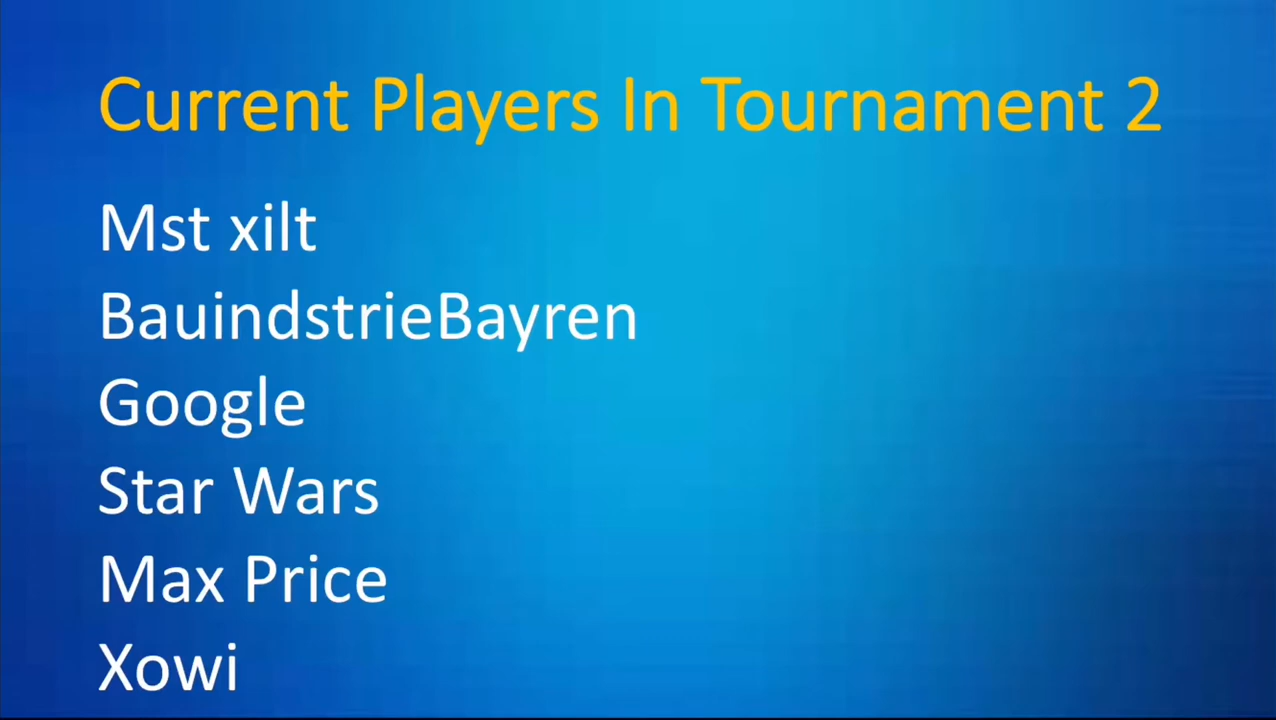 Current Players In Tournament 2
Mst xilt
BauindstrieBayren
Google
Star Wars
Max Price
Xowi